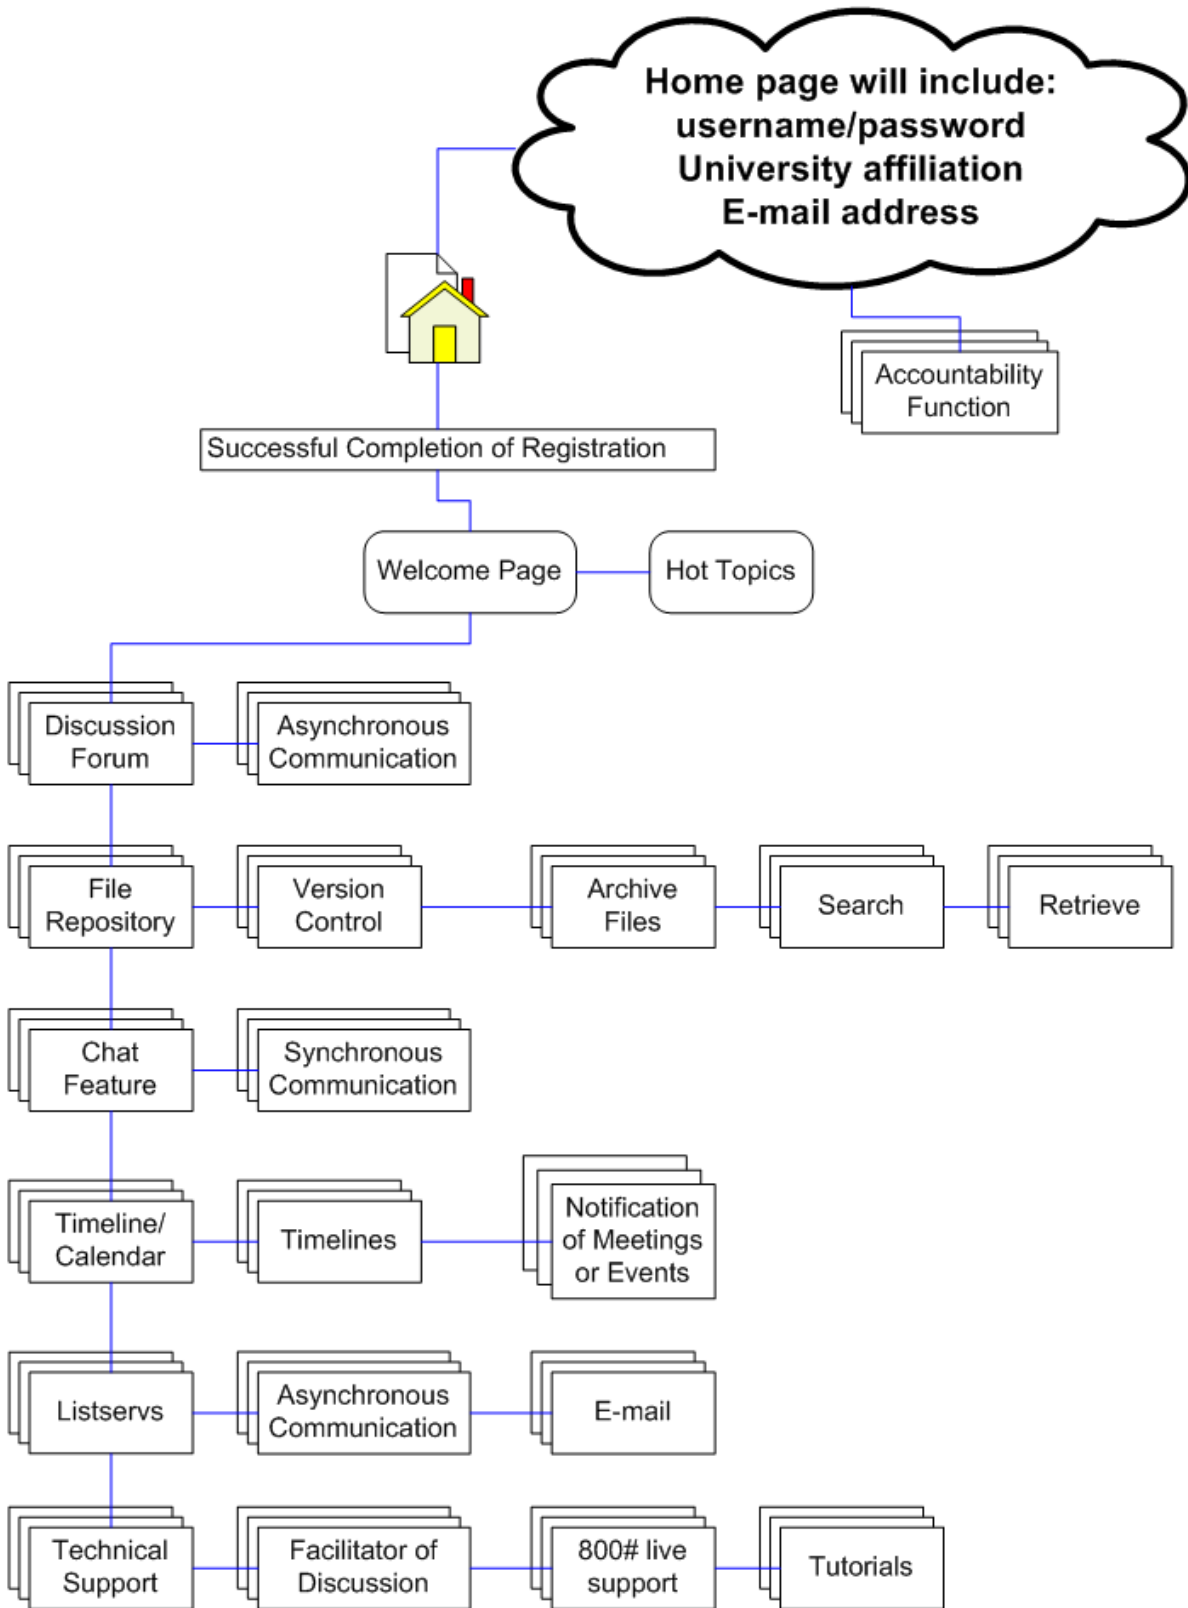 Home page will include:
username/password
University affiliation
E-mail address
Accountability
Function
Successful Completion of Registration
Welcome Page
Hot Topics
Discussion
Forum
Asynchronous
Communication
File
Repository
Version
Control
Archive
Files
Search
Retrieve
Chat
Feature
Synchronous
Communication
Timeline/
Calendar
Timelines
Notification
of Meetings
or Events
Listservs
Asynchronous
Communication
E-mail
Technical
Support
Facilitator of
Discussion
800# live
support
Tutorials